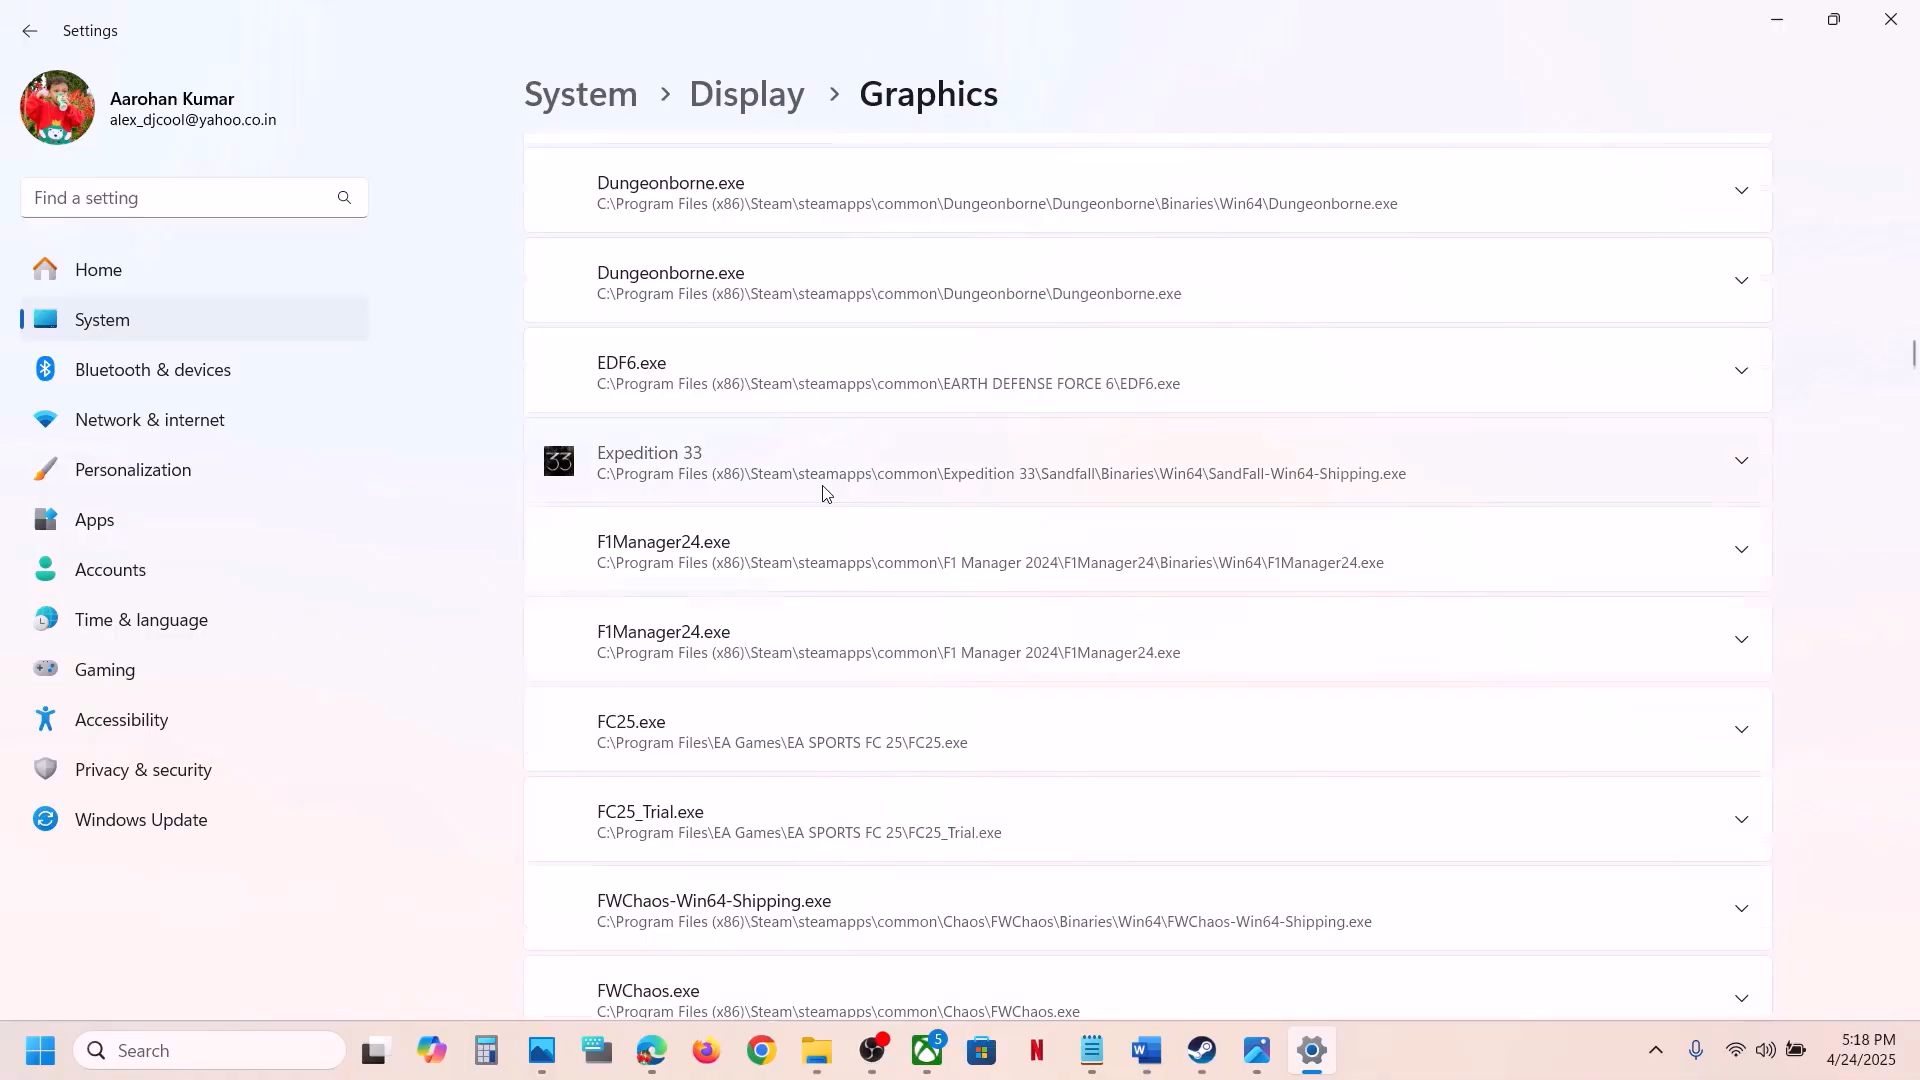 Settings
Aarohan Kumar
alex_djcool@yahoo.co.in
Find a setting
Home
System
Bluetooth & devices
Network & internet
Personalization
Apps
Accounts
Time & language
Gaming
Accessibility
Privacy & security
Windows Update
System > Display > Graphics
Dungeonborne.exe
C:\Program Files (x86)\Steam\steamapps\common\Dungeonborne\Dungeonborne\Binaries\Win64\Dungeonborne.exe
Dungeonborne.exe
C:\Program Files (x86)\Steam\steamapps\common\Dungeonborne\Dungeonborne.exe
EDF6.exe
C:\Program Files (x86)\Steam\steamapps\common\EARTH DEFENSE FORCE 6\EDF6.exe
33
Expedition 33
C:\Program Files (x86)\Steam\steamapps\common\Expedition 33\Sandfall\Binaries\Win64\SandFall-Win64-Shipping.exe
F1Manager24.exe
C:\Program Files (x86)\Steam\steamapps\common\F1 Manager 2024\F1Manager24\Binaries\Win64\F1Manager24.exe
F1Manager24.exe
C:\Program Files (x86)\Steam\steamapps\common\F1 Manager 2024\F1Manager24.exe
FC25.exe
C:\Program Files\EA Games\EA SPORTS FC 25\FC25.exe
FC25_Trial.exe
C:\Program Files\EA Games\EA SPORTS FC 25\FC25_Trial.exe
FWChaos-Win64-Shipping.exe
C:\Program Files (x86)\Steam\steamapps\common\Chaos\FWChaos\Binaries\Win64\FWChaos-Win64-Shipping.exe
FWChaos.exe
C:\Program Files (x86)\Steam\steamapps\common\Chaos\FWChaos.exe
Search
5
N
W
5:18 PM
4/24/2025